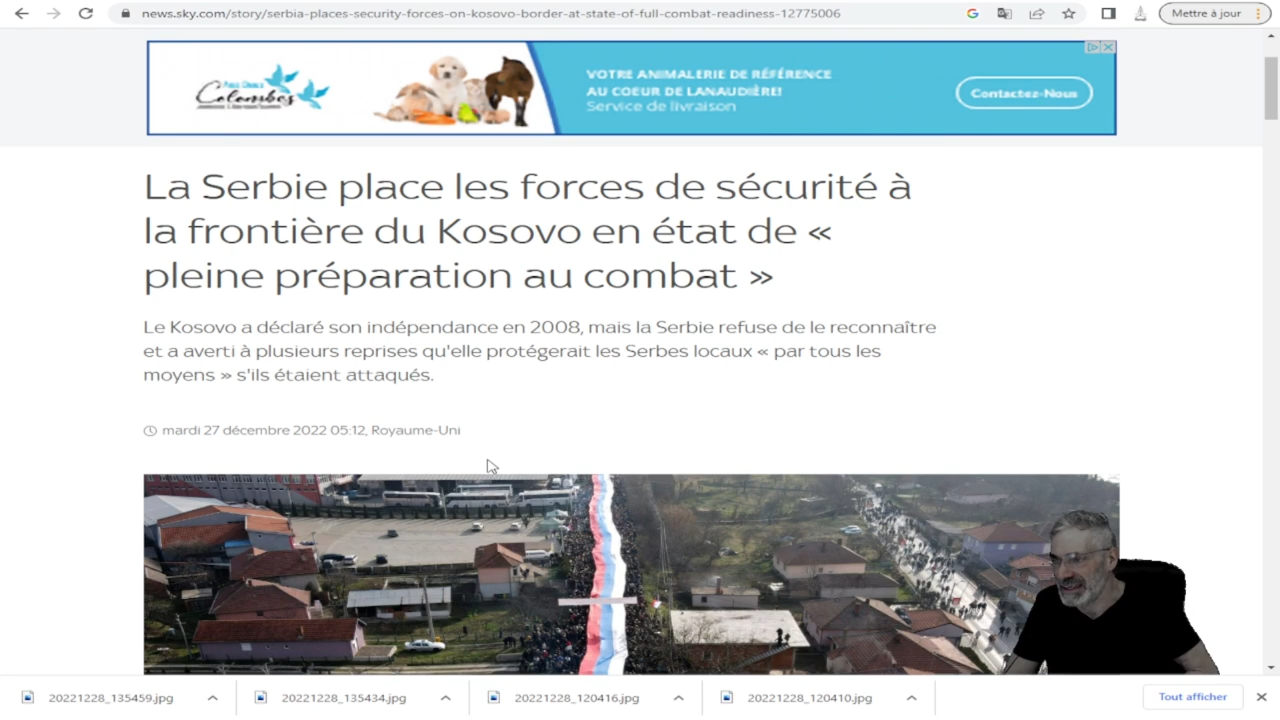 news.sky.com/story/serbia-places-security-forces-on-kosovo-border-at-state-of-full-combat-readiness-12775006
Mettre à jour
Colombes
VOTRE ANIMALERIE DE RÉFÉRENCE
AU COEUR DE LANAUDIÈRE!
Service de livraison
Contactez-Nous
La Serbie place les forces de sécurité à
la frontière du Kosovo en état de «
pleine préparation au combat »
Le Kosovo a déclaré son indépendance en 2008, mais la Serbie refuse de le reconnaître
et a averti à plusieurs reprises qu'elle protégerait les Serbes locaux « par tous les
moyens » s'ils étaient attaqués.
mardi 27 décembre 2022 05:12, Royaume-Uni
20221228_135459.jpg
20221228_135434.jpg
20221228_120416.jpg
20221228_120410.jpg
Tout afficher